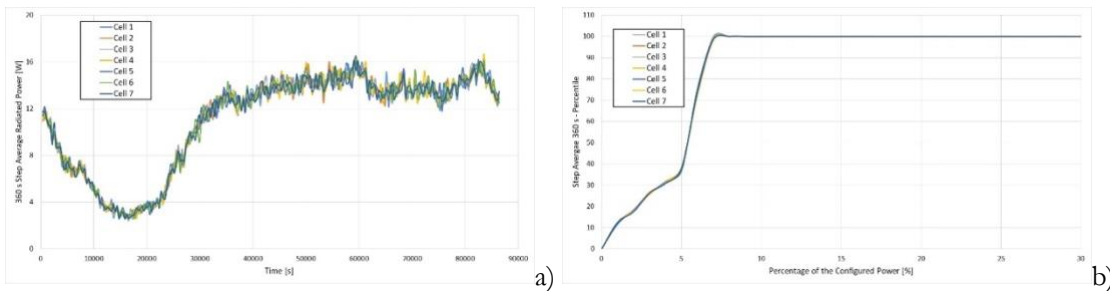 20
16
12
8
4
0
360 s Step Average Radiated Power [W]
Cell 1
Cell 2
Cell 3
Cell 4
Cell 5
Cell 6
Cell 7
0 10000 20000 30000 40000 50000 60000 70000 80000 90000
Time [s]
a)
110
100
90
80
70
60
50
40
30
20
10
0
Step Avergae 360 s - Percentile
Cell 1
Cell 2
Cell 3
Cell 4
Cell 5
Cell 6
Cell 7
0 5 10 15 20 25 30
Percentage of the Configured Power [%]
b)